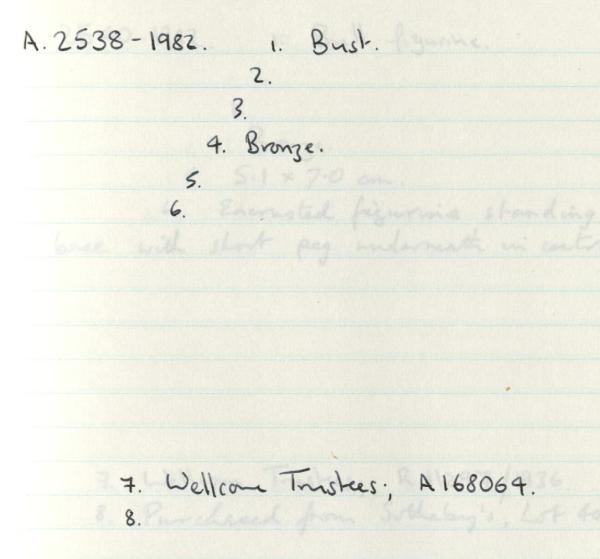 A. 2538-1982. 1. Bust.
2.
3.
4. Bronze.
5.
6.
7. Wellcome Trustees; A168064.
8.